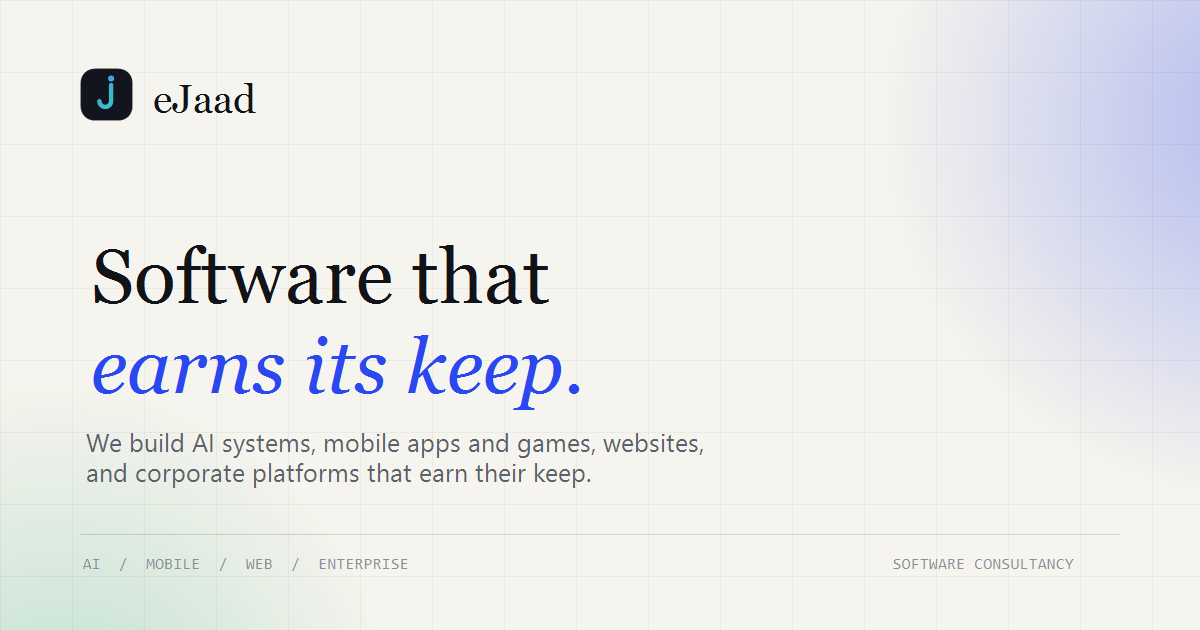 j eJaad
Software that
earns its keep.
We build AI systems, mobile apps and games, websites,
and corporate platforms that earn their keep.
AI / MOBILE / WEB / ENTERPRISE
SOFTWARE CONSULTANCY